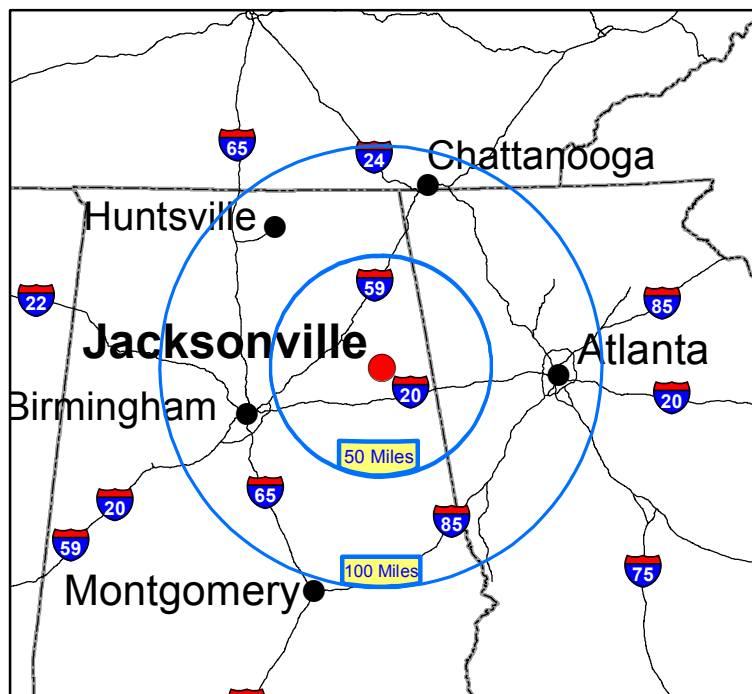 65
24
Chattanooga
Huntsville
59
22
85
Jacksonville
Atlanta
20
20
Birmingham
50 Miles
65
20
85
59
100 Miles
75
Montgomery